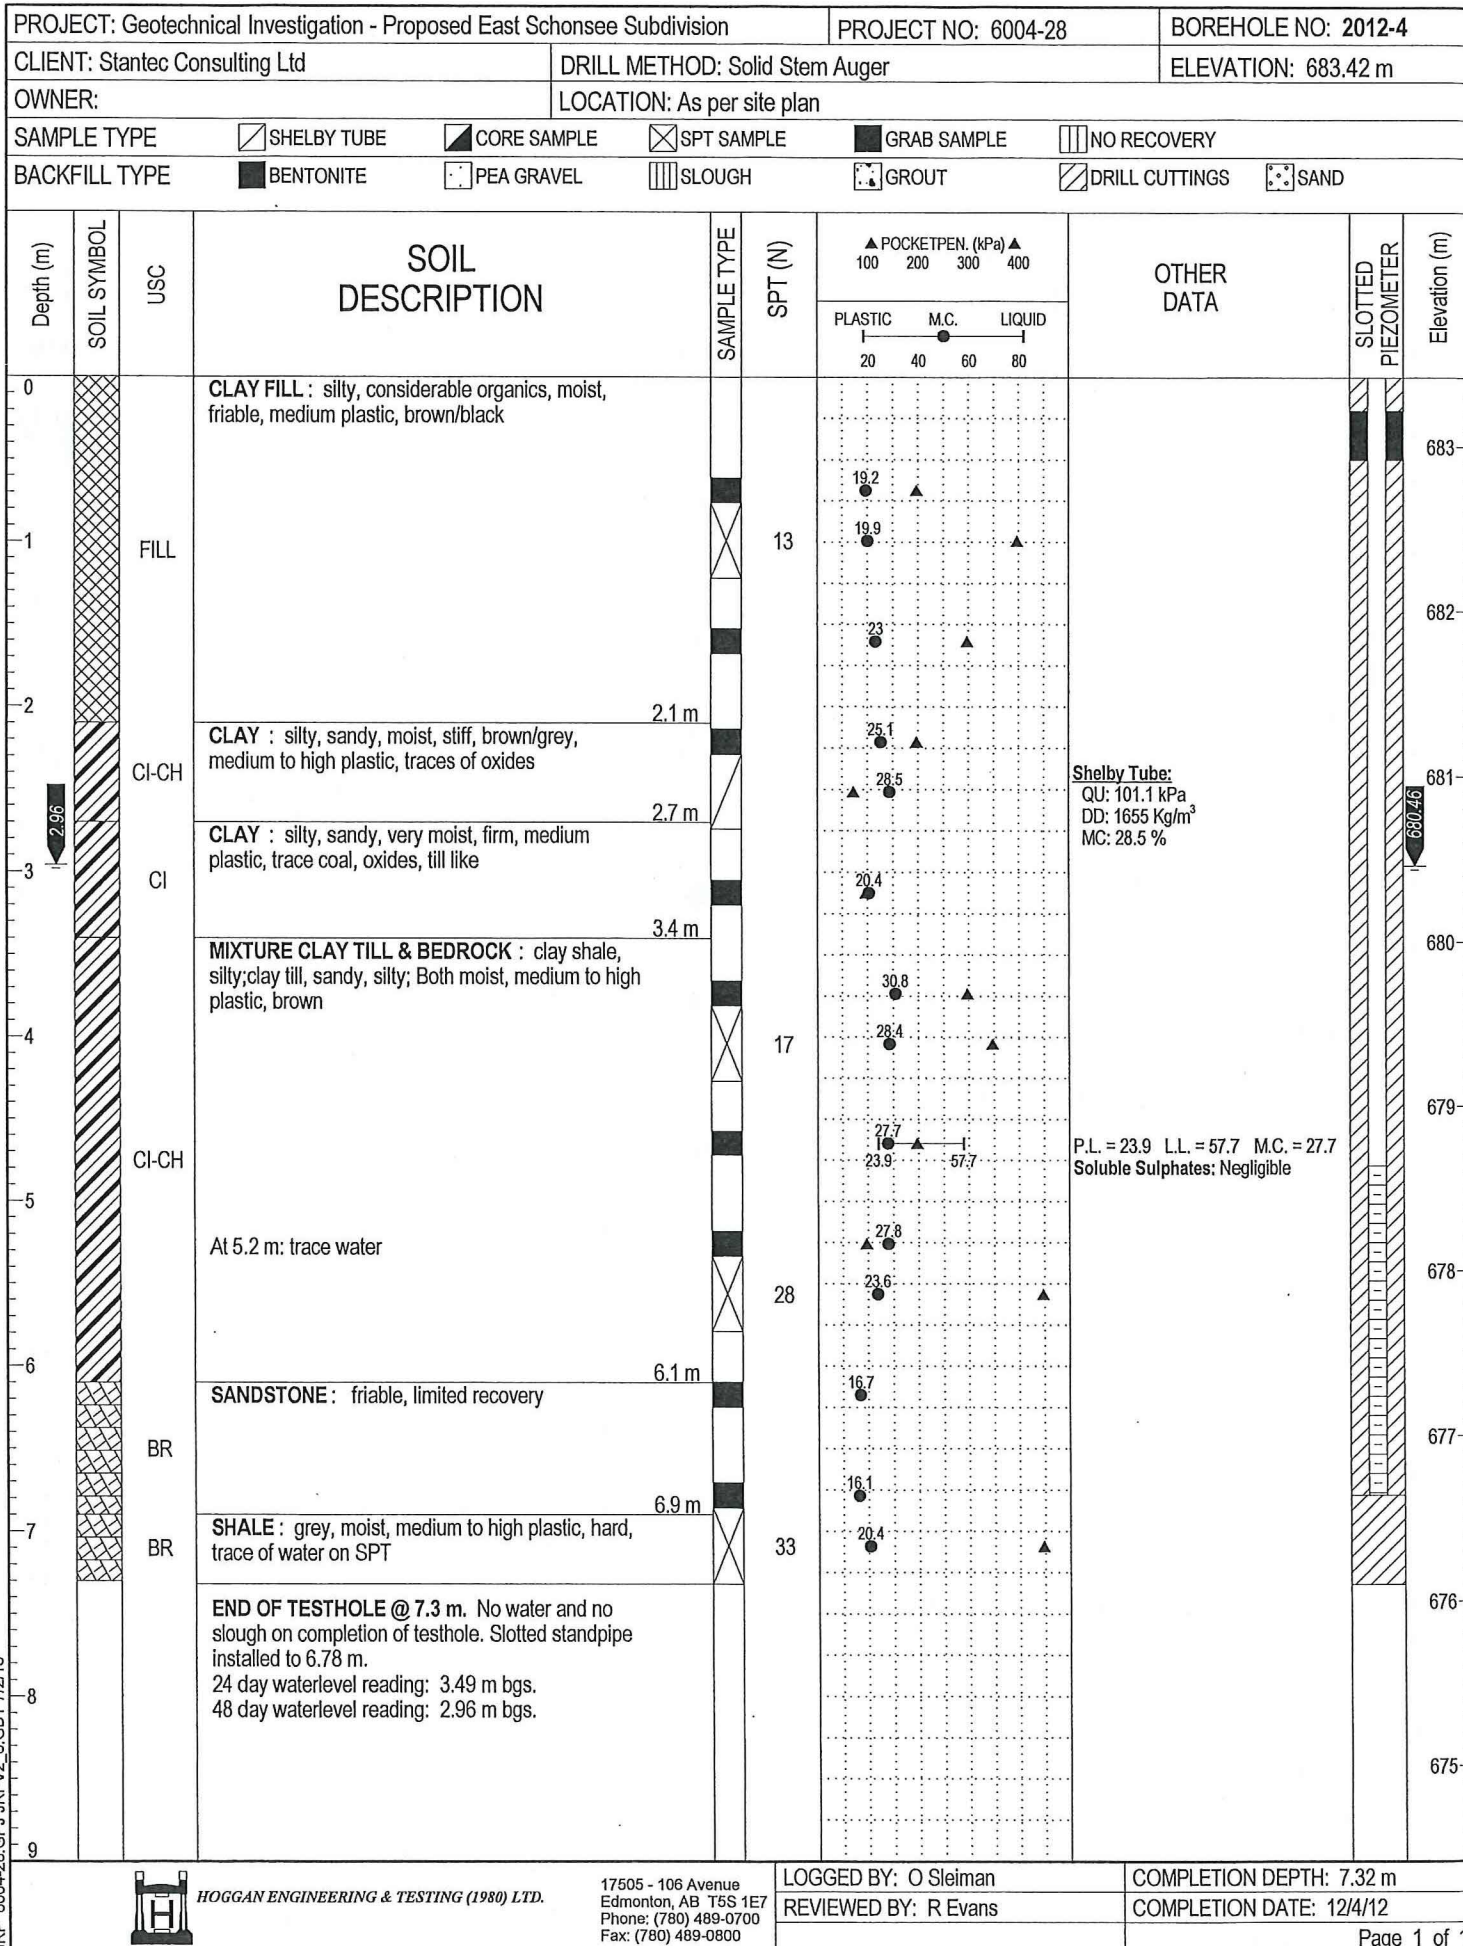 PROJECT: Geotechnical Investigation - Proposed East Schonsee Subdivision
PROJECT NO: 6004-28
BOREHOLE NO: 2012-4
CLIENT: Stantec Consulting Ltd
DRILL METHOD: Solid Stem Auger
ELEVATION: 683.42 m
OWNER:
LOCATION: As per site plan
SAMPLE TYPE
SHELBY TUBE
CORE SAMPLE
SPT SAMPLE
GRAB SAMPLE
NO RECOVERY
BACKFILL TYPE
BENTONITE
PEA GRAVEL
SLOUGH
GROUT
DRILL CUTTINGS
SAND
Depth (m)
SOIL SYMBOL
USC
SOIL
DESCRIPTION
SAMPLE TYPE
SPT (N)
▲ POCKETPEN. (kPa) ▲
100 200 300 400
PLASTIC M.C. LIQUID
20 40 60 80
OTHER
DATA
SLOTTED
PIEZOMETER
Elevation (m)
0
CLAY FILL : silty, considerable organics, moist,
friable, medium plastic, brown/black
683
19.2
1
FILL
13
19.9
682
23
2
2.1 m
CLAY : silty, sandy, moist, stiff, brown/grey,
medium to high plastic, traces of oxides
CI-CH
25.1
28.5
Shelby Tube:
QU: 101.1 kPa
DD: 1655 Kg/m³
MC: 28.5 %
681
2.7 m
2.96
680.46
CLAY : silty, sandy, very moist, firm, medium
plastic, trace coal, oxides, till like
3
CI
20.4
3.4 m
680
MIXTURE CLAY TILL & BEDROCK : clay shale,
silty;clay till, sandy, silty; Both moist, medium to high
plastic, brown
30.8
4
17
28.4
679
CI-CH
27.7
23.9 57.7
P.L. = 23.9 L.L. = 57.7 M.C. = 27.7
Soluble Sulphates: Negligible
5
At 5.2 m: trace water
27.8
678
28
23.6
6
6.1 m
SANDSTONE : friable, limited recovery
16.7
BR
677
16.1
6.9 m
7
SHALE : grey, moist, medium to high plastic, hard,
trace of water on SPT
BR
33
20.4
END OF TESTHOLE @ 7.3 m. No water and no
slough on completion of testhole. Slotted standpipe
installed to 6.78 m.
24 day waterlevel reading: 3.49 m bgs.
48 day waterlevel reading: 2.96 m bgs.
676
8
675
9
H
HOGGAN ENGINEERING & TESTING (1980) LTD.
17505 - 106 Avenue
Edmonton, AB T5S 1E7
Phone: (780) 489-0700
Fax: (780) 489-0800
LOGGED BY: O Sleiman
REVIEWED BY: R Evans
COMPLETION DEPTH: 7.32 m
COMPLETION DATE: 12/4/12
Page 1 of 1